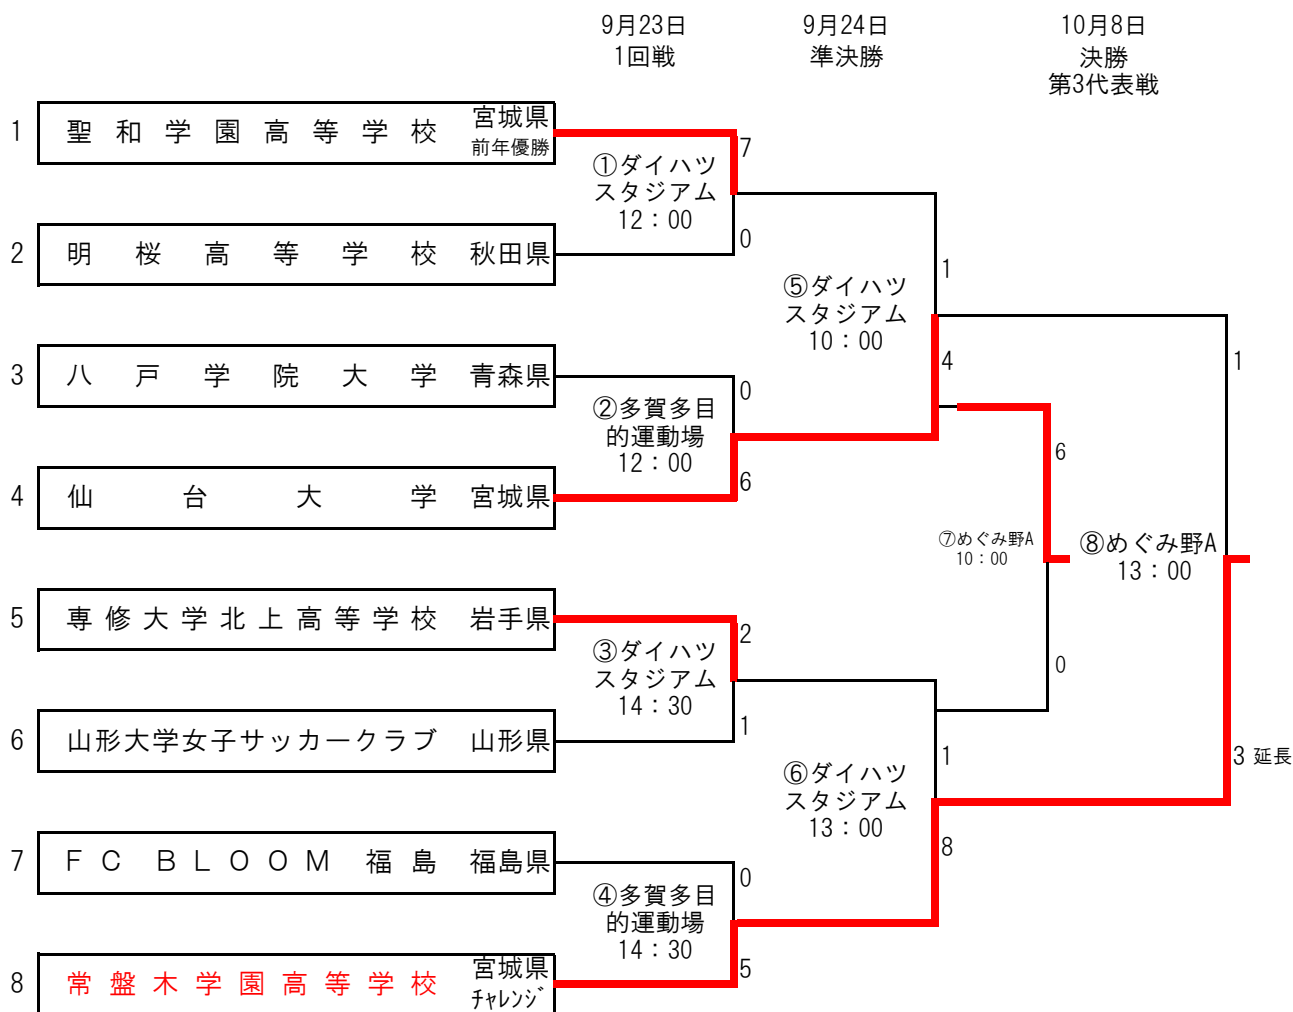 9月23日
1回戦
9月24日
準決勝
10月8日
決勝
第3代表戦
1 聖和学園高等学校 宮城県
前年優勝
7
①ダイハツ
スタジアム
12：00
2 明桜高等学校 秋田県
0
⑤ダイハツ
スタジアム
10：00
1
4
3 八戸学院大学 青森県
0
②多賀多目
的運動場
12：00
4 仙台大学 宮城県
6
1
6
⑦めぐみ野A
10：00
⑧めぐみ野A
13：00
0
3 延長
5 専修大学北上高等学校 岩手県
2
③ダイハツ
スタジアム
14：30
6 山形大学女子サッカークラブ 山形県
1
⑥ダイハツ
スタジアム
13：00
1
8
7 ＦＣ ＢＬＯＯＭ 福島 福島県
0
④多賀多目
的運動場
14：30
8 常盤木学園高等学校 宮城県
ﾁｬﾚﾝｼﾞ
5